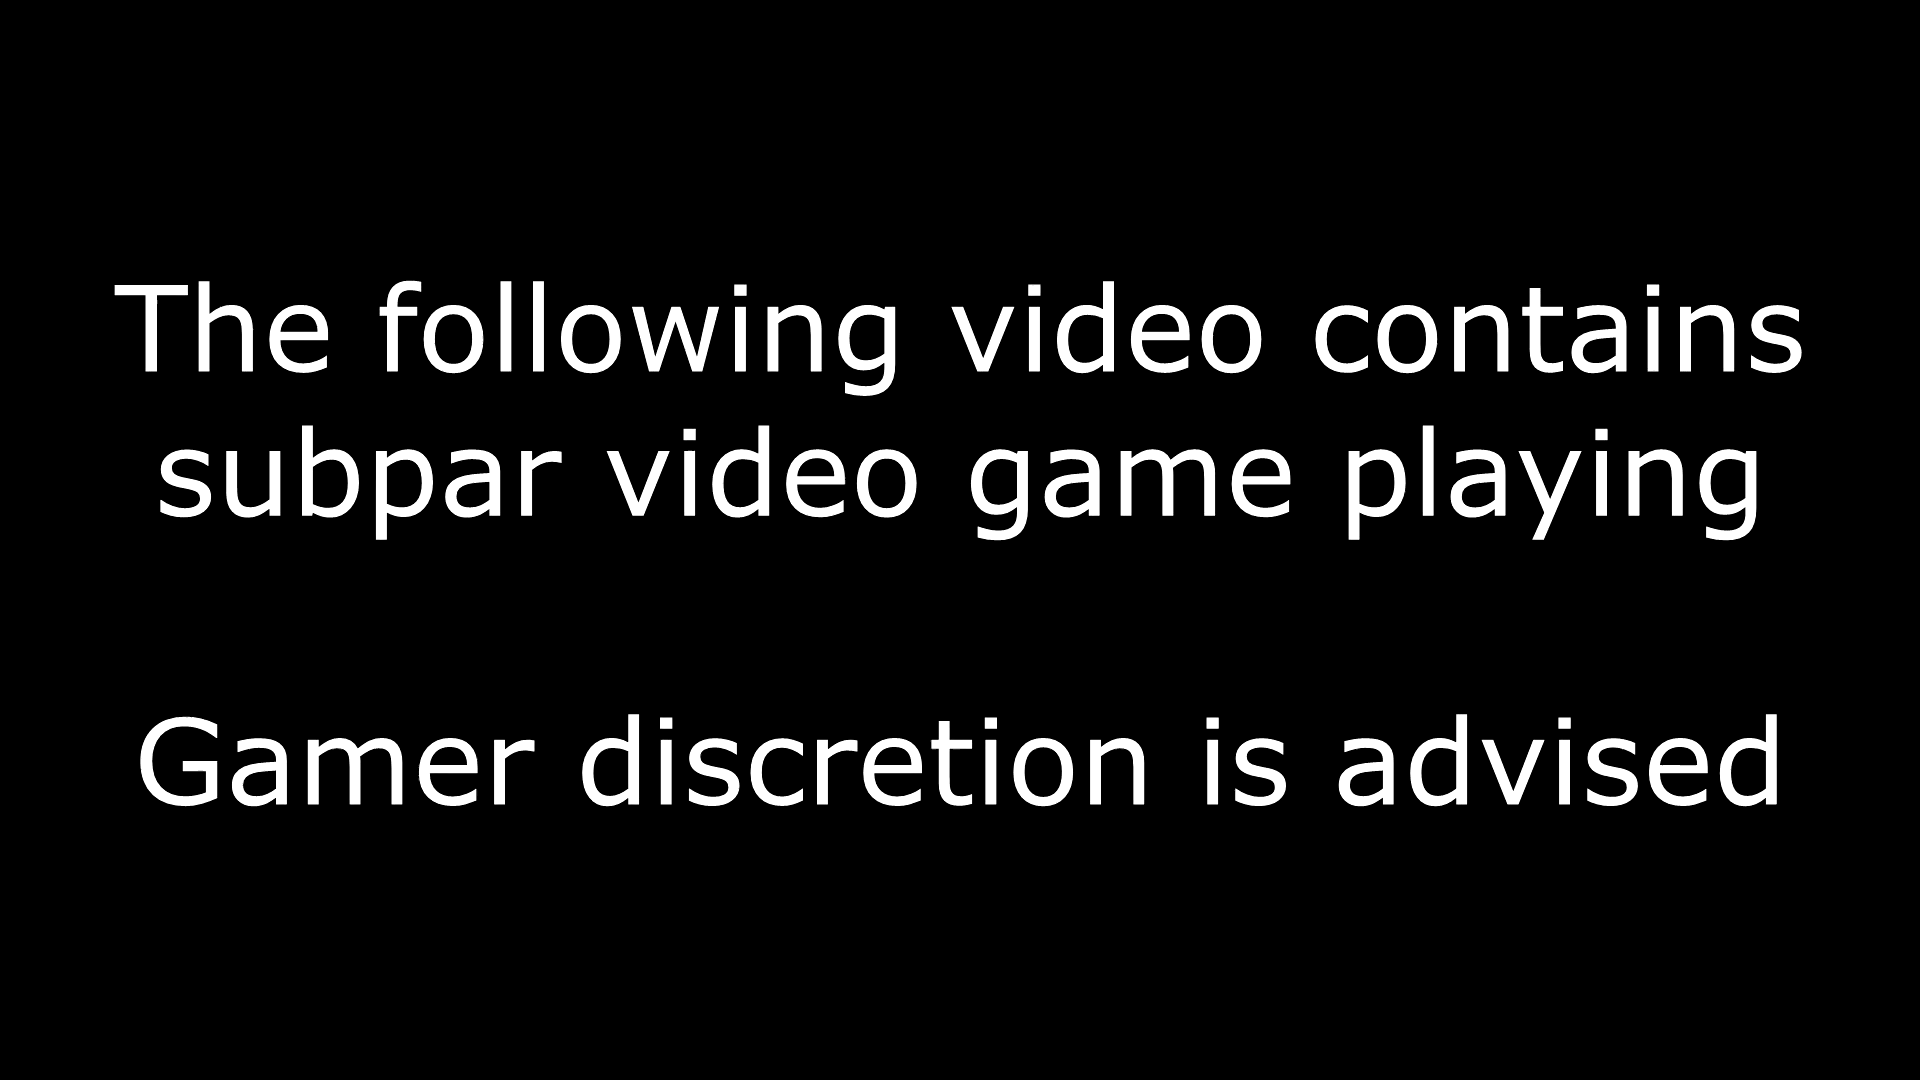 The following video contains
subpar video game playing
Gamer discretion is advised